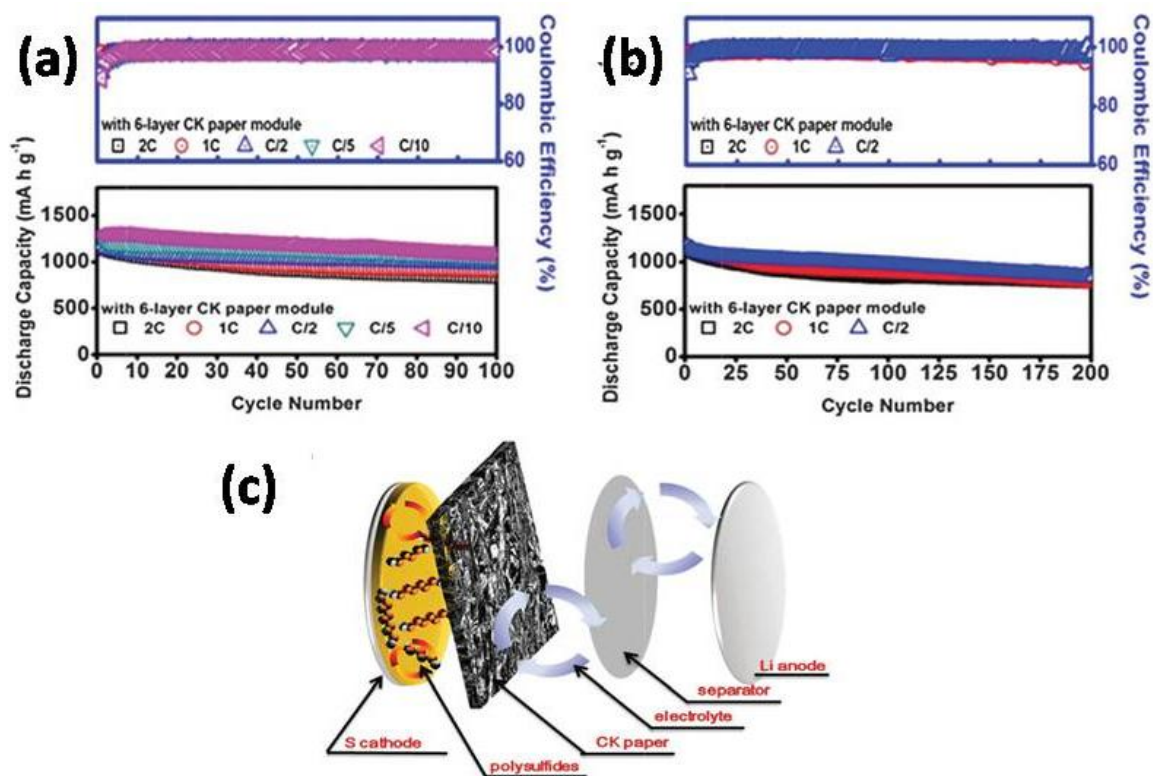 (a)
Coulombic Efficiency (%)
100
80
60
with 6-layer CK paper module
2C 1C C/2 C/5 C/10
Discharge Capacity (mA h g⁻¹)
1500
1000
500
0
with 6-layer CK paper module
2C 1C C/2 C/5 C/10
0 10 20 30 40 50 60 70 80 90 100
Cycle Number
(b)
Coulombic Efficiency (%)
100
80
60
with 6-layer CK paper module
2C 1C C/2
Discharge Capacity (mA h g⁻¹)
1500
1000
500
0
with 6-layer CK paper module
2C 1C C/2
0 25 50 75 100 125 150 175 200
Cycle Number
(c)
Li anode
separator
electrolyte
S cathode
CK paper
polysulfides